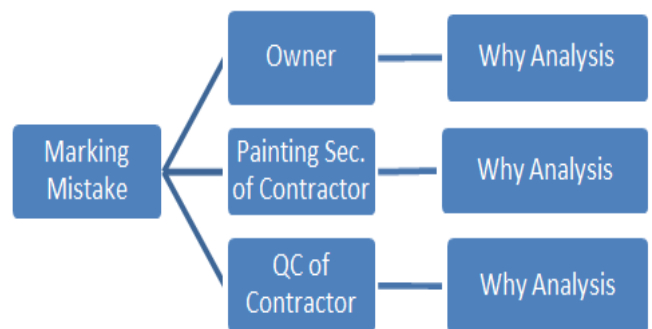 Owner
Why Analysis
Marking
Mistake
Painting Sec.
of Contractor
Why Analysis
QC of
Contractor
Why Analysis